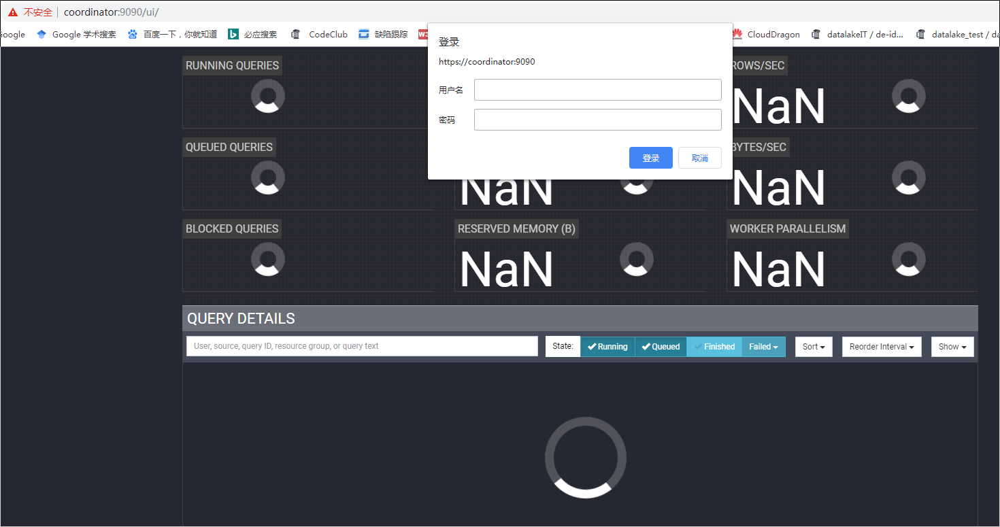 不安全 coordinator:9090/ui/
Google Google 学术搜索 百度一下，你就知道 必应搜索 CodeClub 缺陷跟踪 W3 CloudDragon datalakeIT / de-id... datalake_test / da
登录
https://coordinator:9090
用户名
密码
登录 取消
RUNNING QUERIES
ROWS/SEC
NaN
QUEUED QUERIES
NaN
BYTES/SEC
NaN
BLOCKED QUERIES
RESERVED MEMORY (B)
NaN
WORKER PARALLELISM
NaN
QUERY DETAILS
User, source, query ID, resource group, or query text State: Running Queued Finished Failed Sort Reorder Interval Show